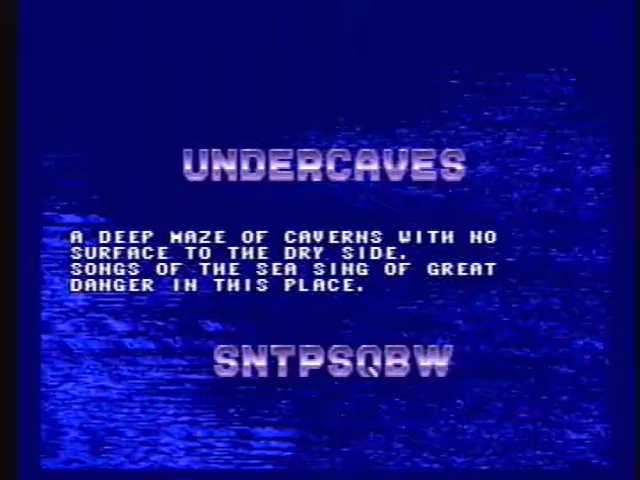 UNDERCAVES
A DEEP MAZE OF CAVERNS WITH NO
SURFACE TO THE DRY SIDE.
SONGS OF THE SEA SING OF GREAT
DANGER IN THIS PLACE.
SNTPSQBW